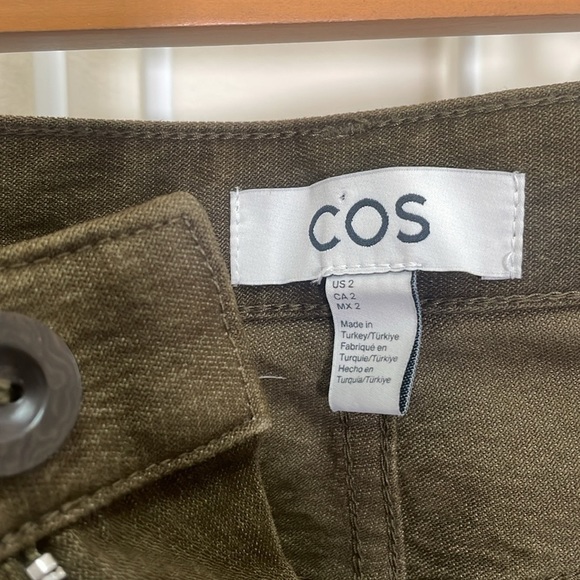 COS
US 2
CA 2
MX 2
Made in
Turkey/Türkiye
Fabriqué en
Turquie/Türkiye
Hecho en
Turquía/Türkiye